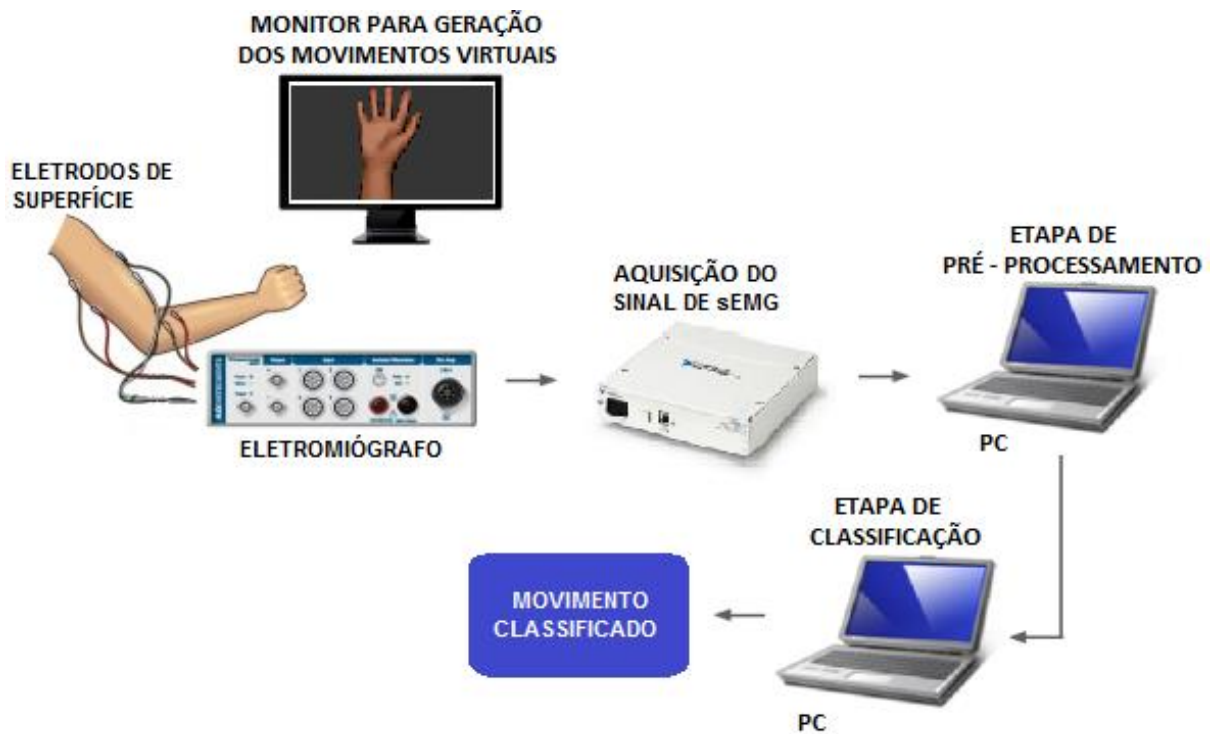 MONITOR PARA GERAÇÃO
DOS MOVIMENTOS VIRTUAIS
ELETRODOS DE
SUPERFÍCIE
ELETROMIÓGRAFO
AQUISIÇÃO DO
SINAL DE sEMG
ETAPA DE
PRÉ - PROCESSAMENTO
PC
ETAPA DE
CLASSIFICAÇÃO
PC
MOVIMENTO
CLASSIFICADO